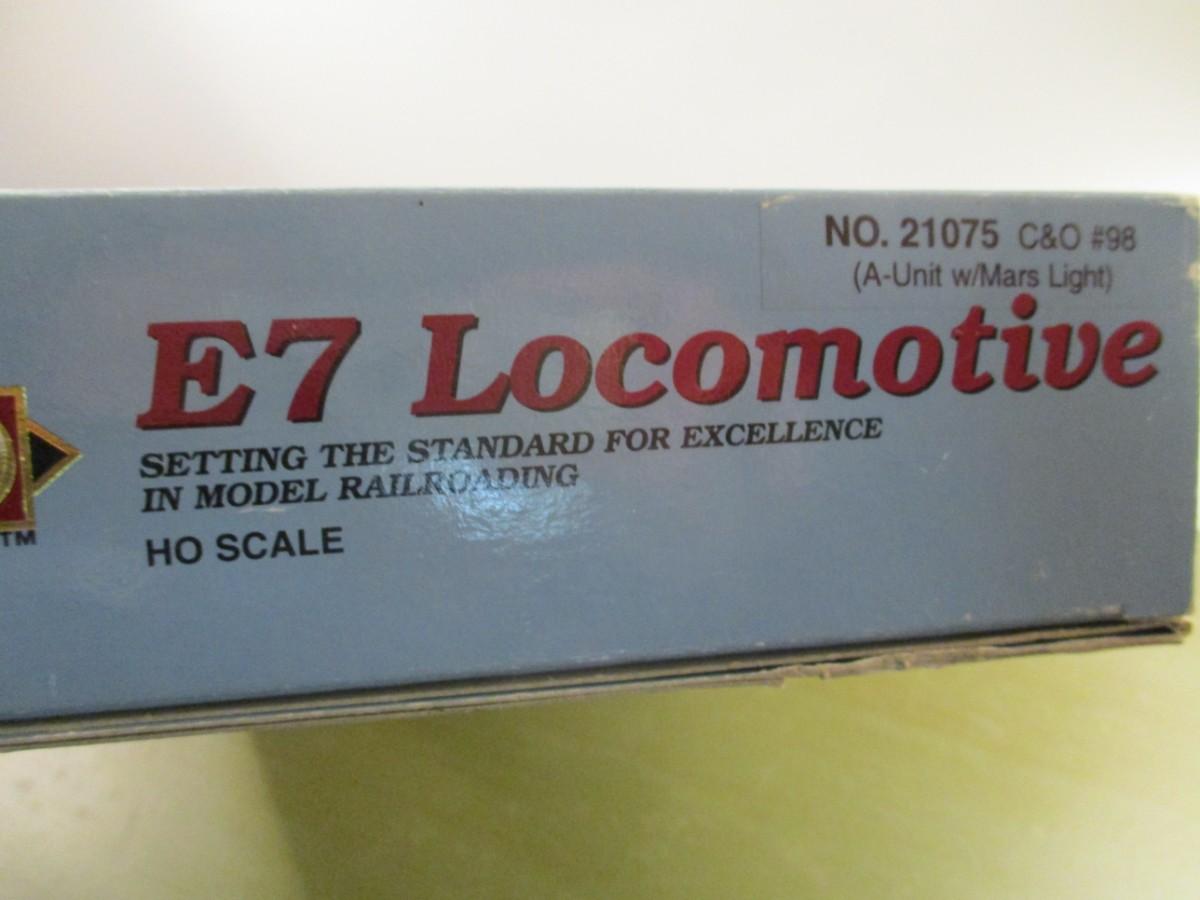 NO. 21075 C&O #98
(A-Unit w/Mars Light)
E7 Locomotive
SETTING THE STANDARD FOR EXCELLENCE
IN MODEL RAILROADING
HO SCALE
TM